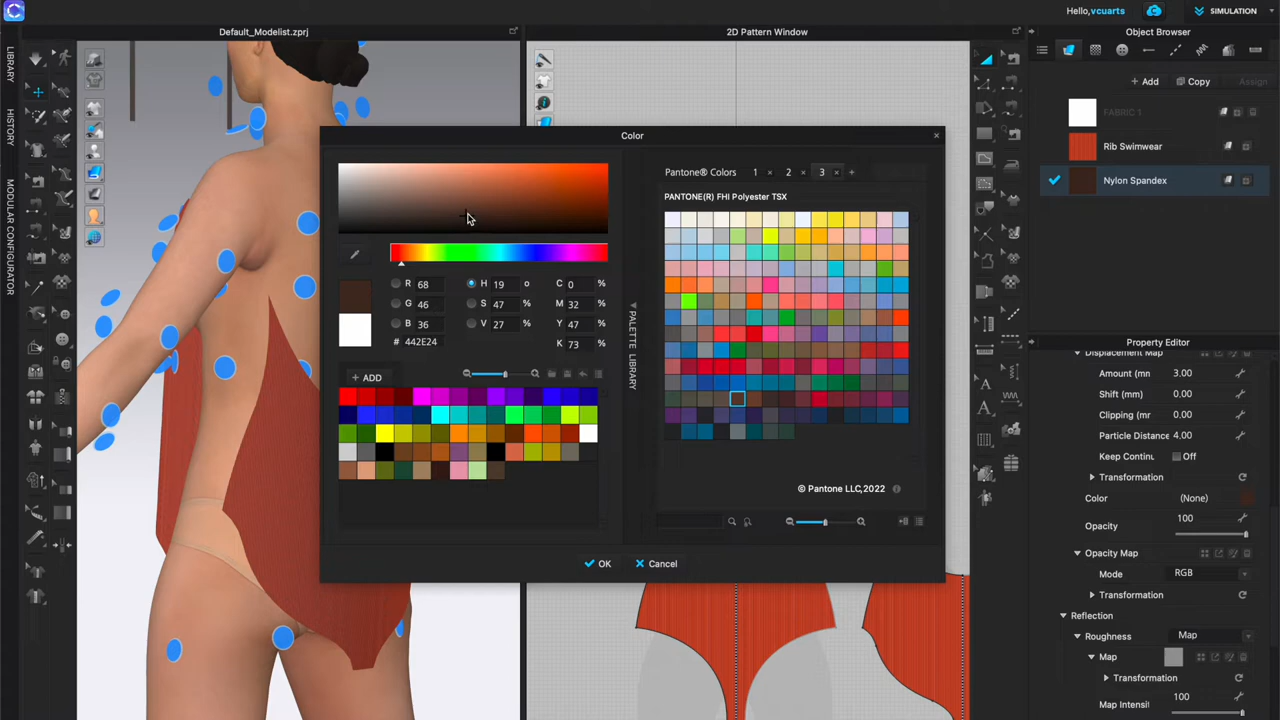 Hello,vcuarts
SIMULATION
Default_Modelist.zprj
2D Pattern Window
Object Browser
LIBRARY
HISTORY
MODULAR CONFIGURATOR
+ Add
Copy
Assign
FABRIC 1
Rib Swimwear
Nylon Spandex
Color
Pantone® Colors
1 ×
2 ×
3 ×
+
PANTONE(R) FHI Polyester TSX
R 68
H 19 o
C 0 %
G 46
S 47 %
M 32 %
B 36
V 27 %
Y 47 %
# 442E24
K 73 %
+ ADD
PALETTE LIBRARY
© Pantone LLC,2022
OK
Cancel
Property Editor
Displacement Map
Amount (mm) 3.00
Shift (mm) 0.00
Clipping (mr 0.00
Particle Distance 4.00
Keep Continu Off
Transformation
Color (None)
Opacity 100
Opacity Map
Mode RGB
Transformation
Reflection
Roughness Map
Map
Transformation
Map Intensit 100